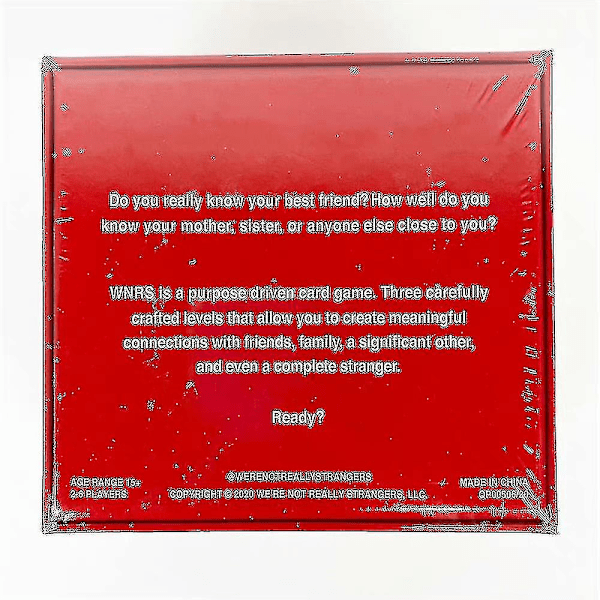 Do you really know your best friend? How well do you
know your mother, sister, or anyone else close to you?
WNRS is a purpose driven card game. Three carefully
crafted levels that allow you to create meaningful
connections with friends, family, a significant other,
and even a complete stranger.
Ready?
@WERENOTREALLYSTRANGERS
AGE RANGE 15+
2-6 PLAYERS
COPYRIGHT © 2020 WE'RE NOT REALLY STRANGERS, LLC.
MADE IN CHINA